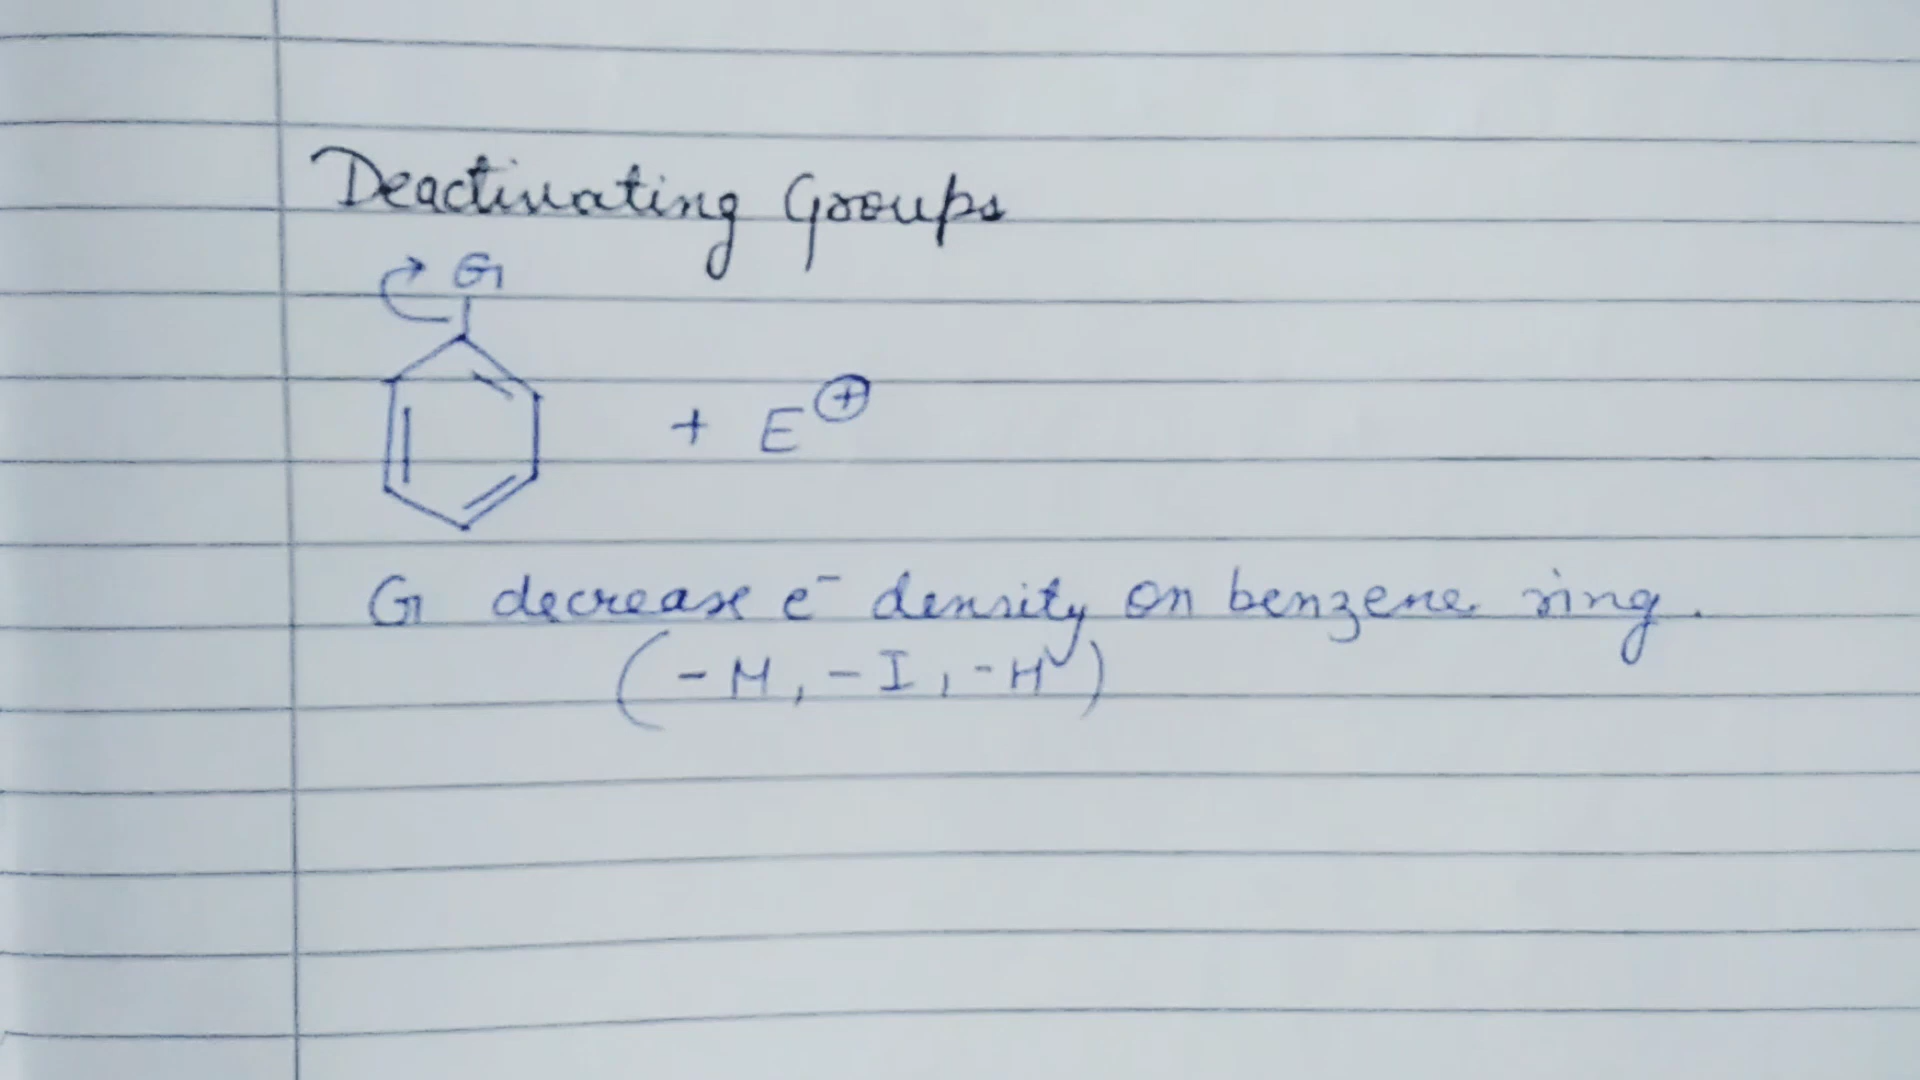 Deactivating Groups
G
+ E⊕
G decrease e⁻ density on benzene ring.
(-M, -I, -H)